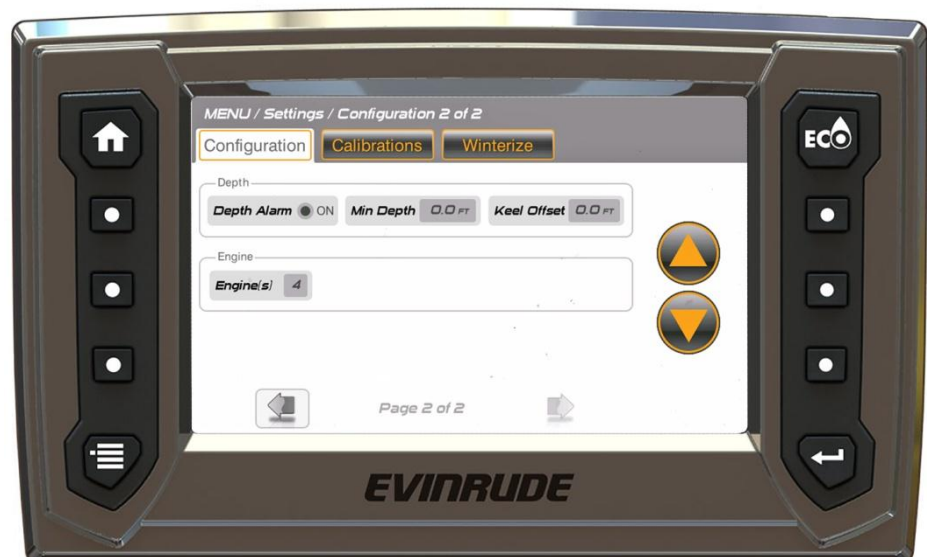 MENU / Settings / Configuration 2 of 2
Configuration Calibrations Winterize
Depth
Depth Alarm ON Min Depth 0.0 FT Keel Offset 0.0 FT
Engine
Engine(s) 4
Page 2 of 2
ECO
EVINRUDE